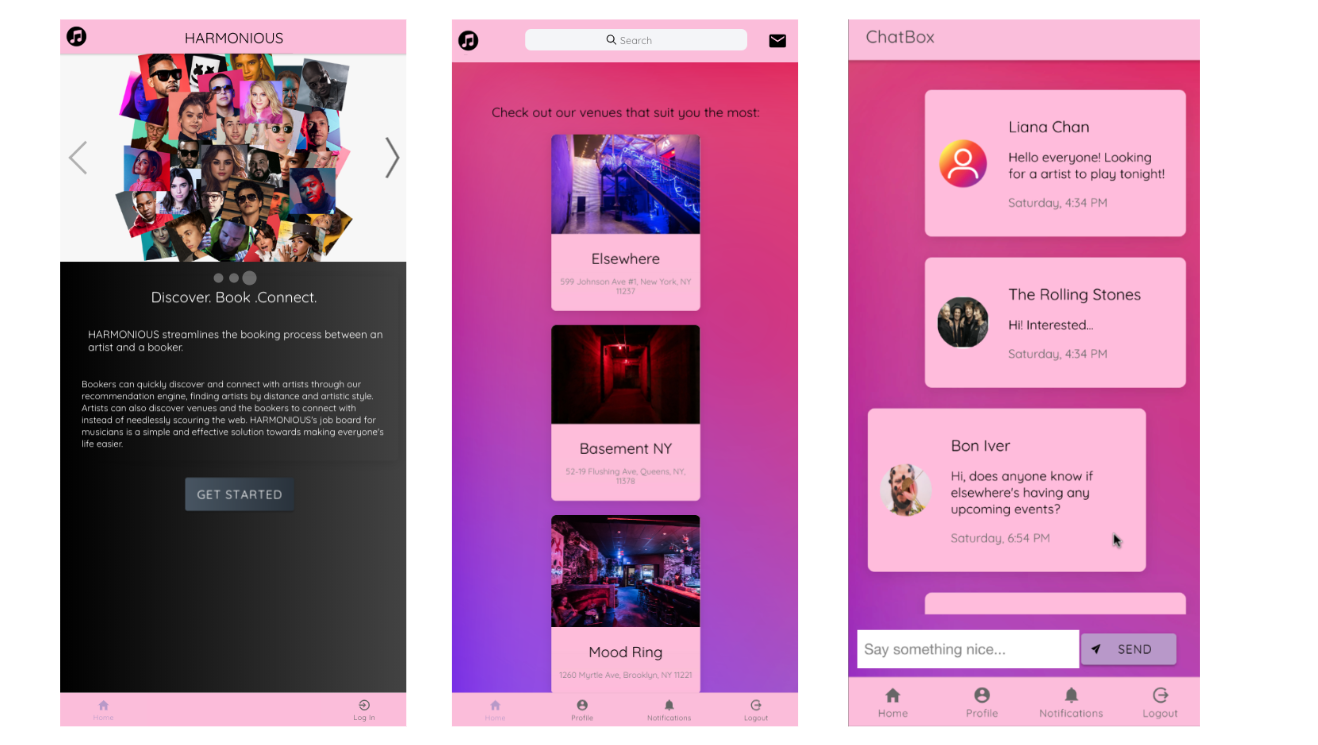 HARMONIOUS
Discover. Book .Connect.
HARMONIOUS streamlines the booking process between an
artist and a booker.
Bookers can quickly discover and connect with artists through our
recommendation engine, finding artists by distance and artistic style.
Artists can also discover venues and the bookers to connect with
instead of needlessly scouring the web. HARMONIOUS's job board for
musicians is a simple and effective solution towards making everyone's
life easier.
GET STARTED
Home
Log In
Search
Check out our venues that suit you the most:
Elsewhere
599 Johnson Ave #1, New York, NY
11237
Basement NY
52-19 Flushing Ave, Queens, NY,
11378
Mood Ring
1260 Myrtle Ave, Brooklyn, NY 11221
Home
Profile
Notifications
Logout
ChatBox
Liana Chan
Hello everyone! Looking
for a artist to play tonight!
Saturday, 4:34 PM
The Rolling Stones
Hi! Interested...
Saturday, 4:34 PM
Bon Iver
Hi, does anyone know if
elsewhere's having any
upcoming events?
Saturday, 6:54 PM
Say something nice...
SEND
Home
Profile
Notifications
Logout